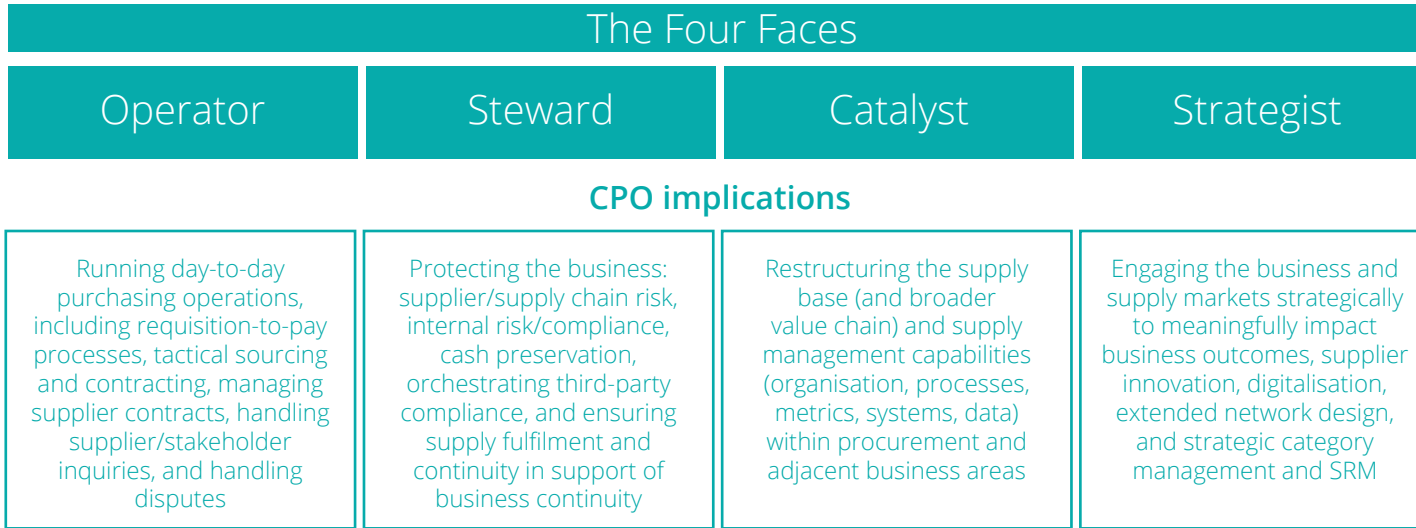 The Four Faces
Operator
Steward
Catalyst
Strategist
CPO implications
Running day-to-day
purchasing operations,
including requisition-to-pay
processes, tactical sourcing
and contracting, managing
supplier contracts, handling
supplier/stakeholder
inquiries, and handling
disputes
Protecting the business:
supplier/supply chain risk,
internal risk/compliance,
cash preservation,
orchestrating third-party
compliance, and ensuring
supply fulfilment and
continuity in support of
business continuity
Restructuring the supply
base (and broader
value chain) and supply
management capabilities
(organisation, processes,
metrics, systems, data)
within procurement and
adjacent business areas
Engaging the business and
supply markets strategically
to meaningfully impact
business outcomes, supplier
innovation, digitalisation,
extended network design,
and strategic category
management and SRM